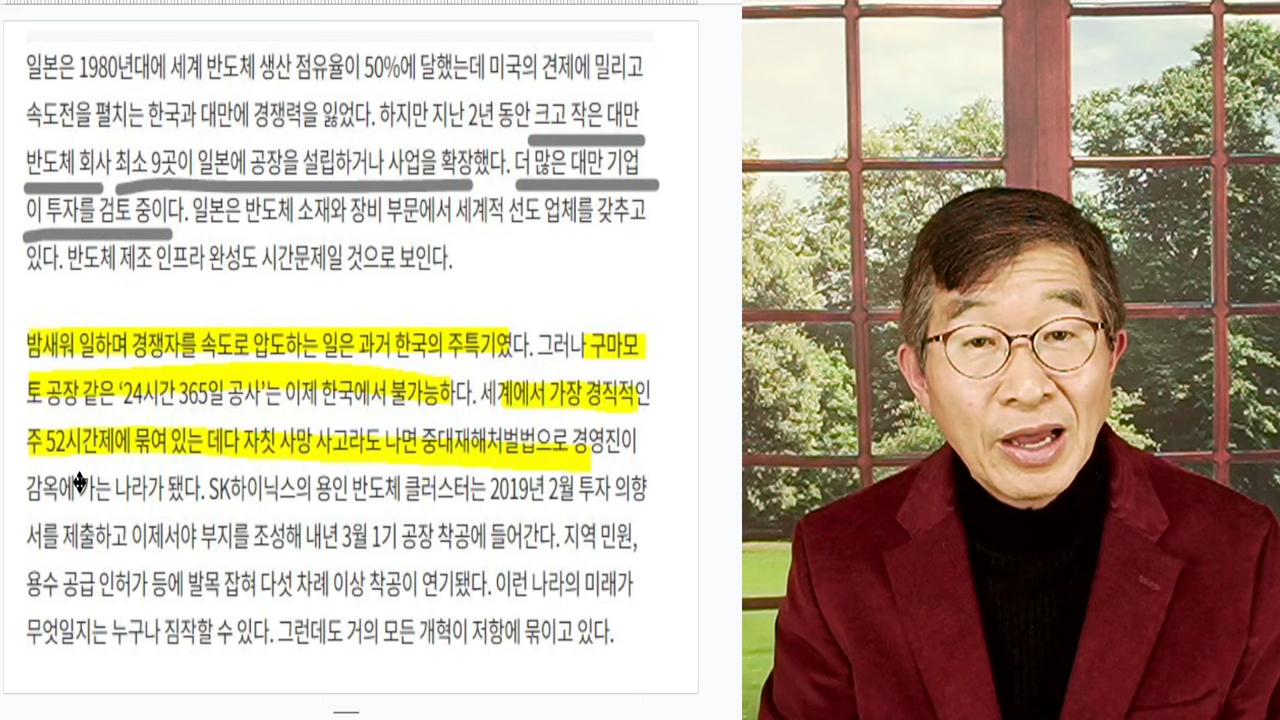 일본은 1980년대에 세계 반도체 생산 점유율이 50%에 달했는데 미국의 견제에 밀리고
속도전을 펼치는 한국과 대만에 경쟁력을 잃었다. 하지만 지난 2년 동안 크고 작은 대만
반도체 회사 최소 9곳이 일본에 공장을 설립하거나 사업을 확장했다. 더 많은 대만 기업
이 투자를 검토 중이다. 일본은 반도체 소재와 장비 부문에서 세계적 선도 업체를 갖추고
있다. 반도체 제조 인프라 완성도 시간문제일 것으로 보인다.
밤새워 일하며 경쟁자를 속도로 압도하는 일은 과거 한국의 주특기였다. 그러나 구마모
토 공장 같은 ‘24시간 365일 공사’는 이제 한국에서 불가능하다. 세계에서 가장 경직적인
주 52시간제에 묶여 있는 데다 자칫 사망 사고라도 나면 중대재해처벌법으로 경영진이
감옥에 가는 나라가 됐다. SK하이닉스의 용인 반도체 클러스터는 2019년 2월 투자 의향
서를 제출하고 이제서야 부지를 조성해 내년 3월 1기 공장 착공에 들어간다. 지역 민원,
용수 공급 인허가 등에 발목 잡혀 다섯 차례 이상 착공이 연기됐다. 이런 나라의 미래가
무엇일지는 누구나 짐작할 수 있다. 그런데도 거의 모든 개혁이 저항에 묶이고 있다.